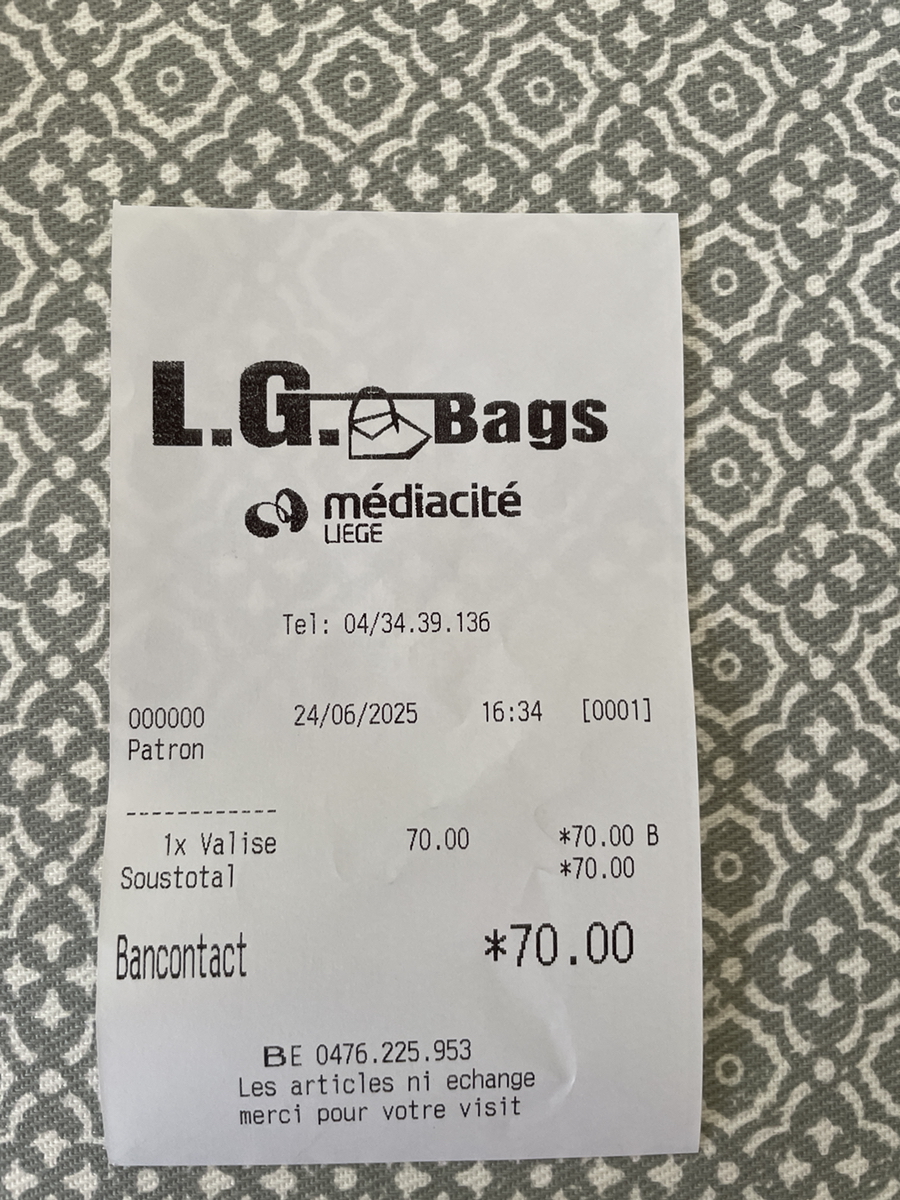 L.G. Bags
médiacité
LIEGE
Tel: 04/34.39.136
000000 24/06/2025 16:34 [0001]
Patron
------------
1x Valise 70.00 *70.00 B
Soustotal *70.00
Bancontact *70.00
BE 0476.225.953
Les articles ni echange
merci pour votre visit